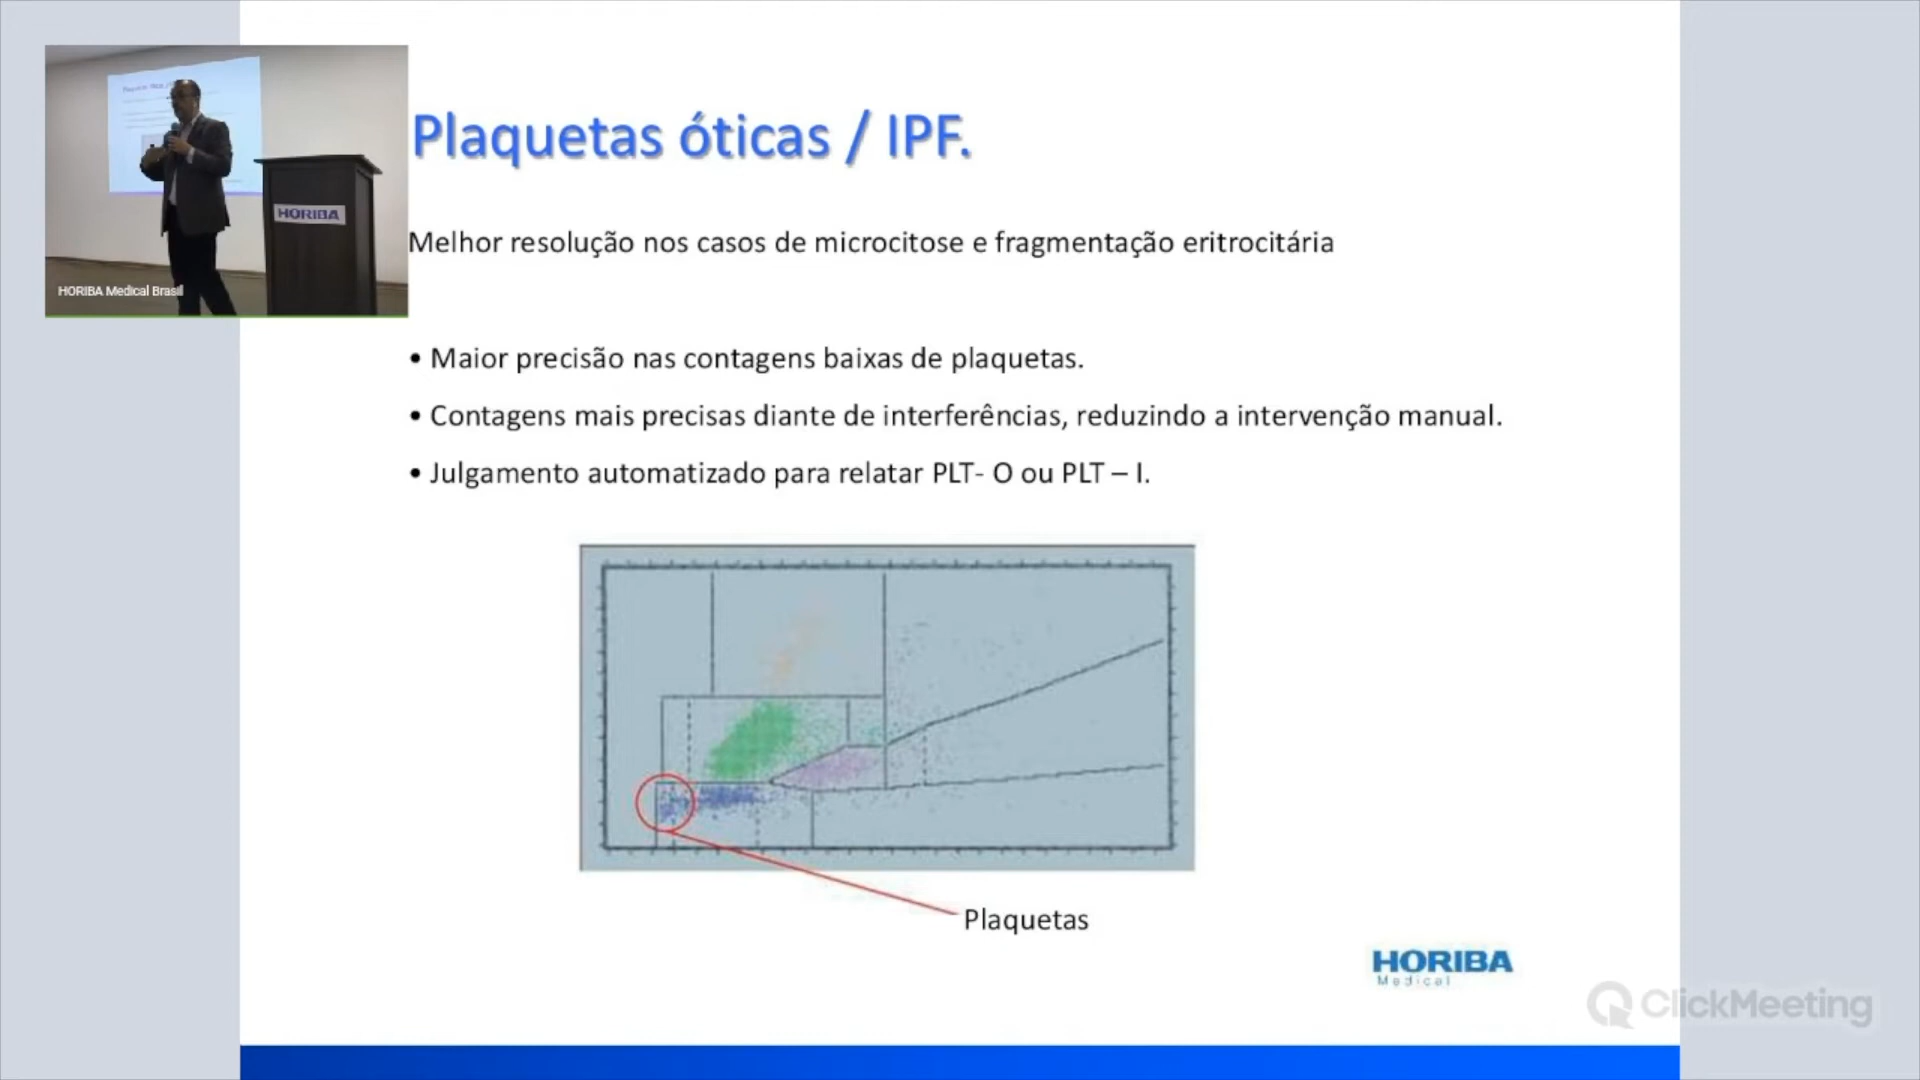 Plaquetas óticas / IPF.
HORIBA
HORIBA Medical Brasil
Melhor resolução nos casos de microcitose e fragmentação eritrocitária
• Maior precisão nas contagens baixas de plaquetas.
• Contagens mais precisas diante de interferências, reduzindo a intervenção manual.
• Julgamento automatizado para relatar PLT- O ou PLT – I.
Plaquetas
HORIBA
Medical
ClickMeeting